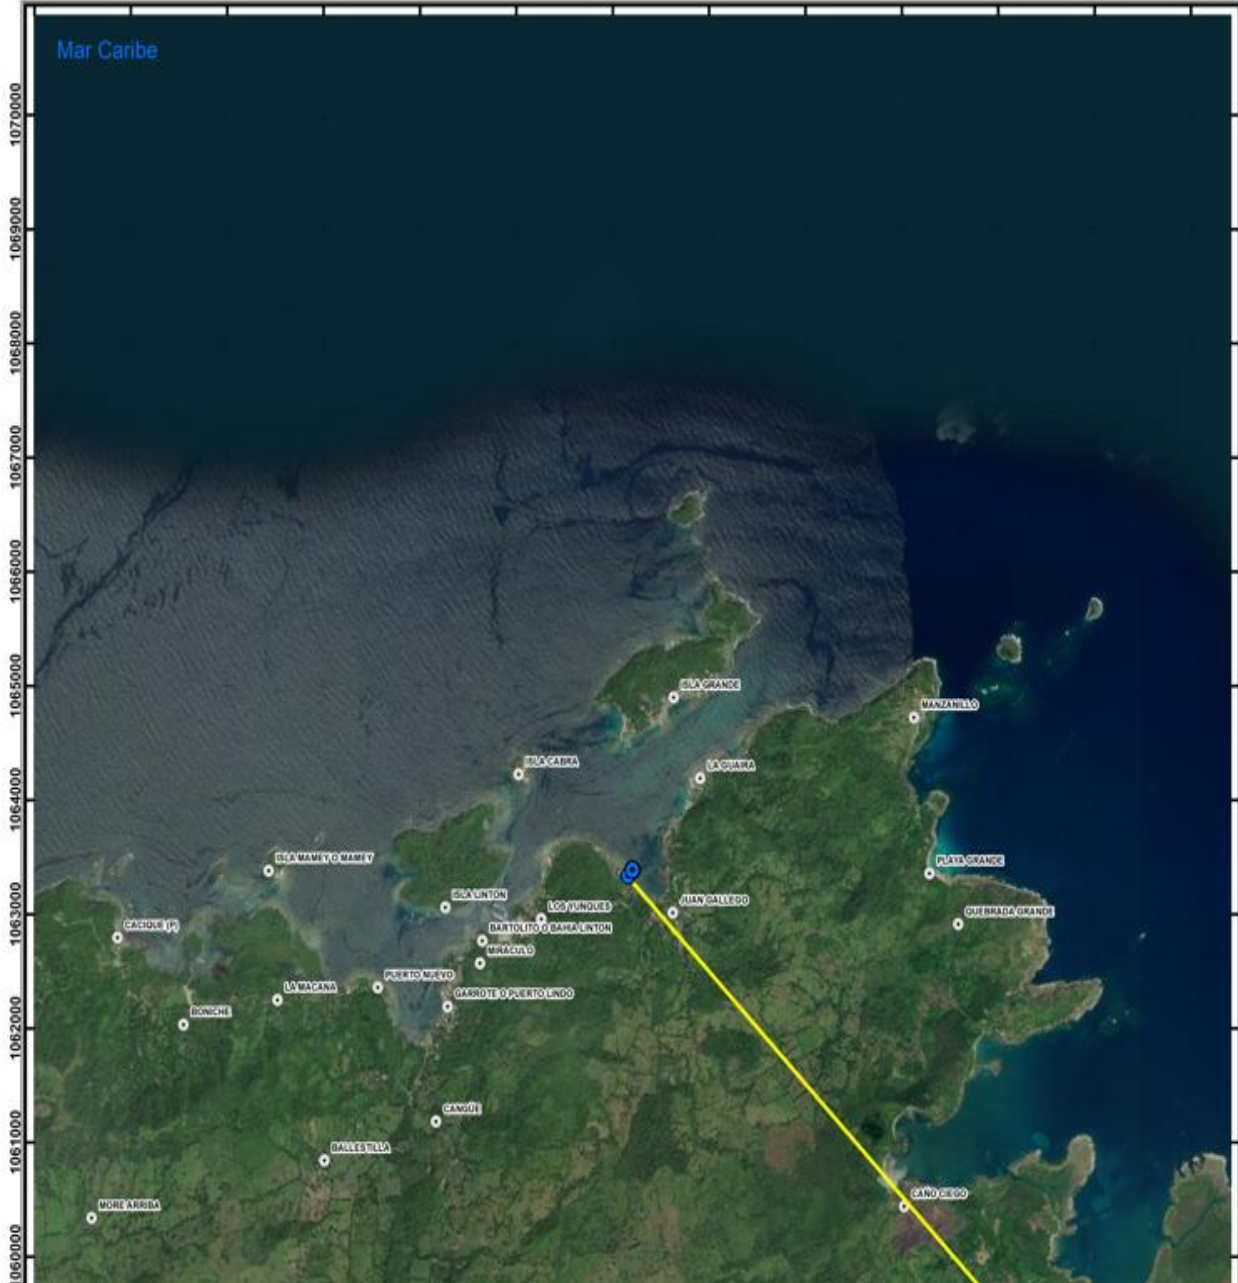 Mar Caribe
1070000
1069000
1068000
1067000
1066000
1065000
ISLA GRANDE
MANZANILLO
ISLA CABRA
LA GUAIRA
1064000
ISLA MAMEY O MAMEY
PLAYA GRANDE
ISLA LINTON
JUAN GALLEGO
LOS YUNQUES
QUEBRADA GRANDE
1063000
CACIQUE (P)
BARTOLITO O BAHIA LINTON
MIRACULO
PUERTO NUEVO
LA MACANA
GARROTE O PUERTO LINDO
BONICHE
1062000
CANGÜE
1061000
BALLESTILLA
CAÑO CIEGO
MORE ARRIBA
1060000